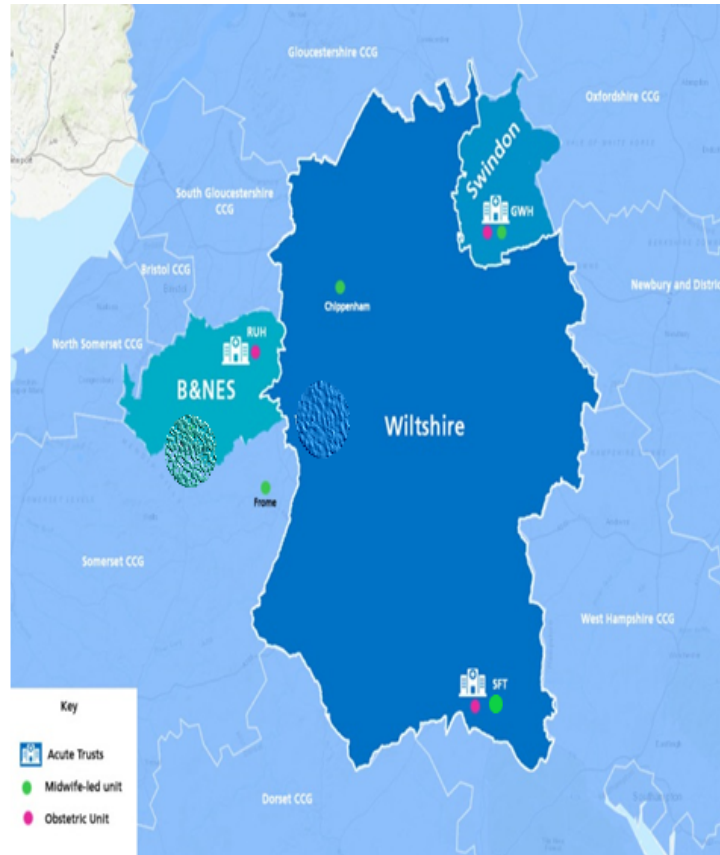 Gloucestershire CCG
Oxfordshire CCG
Swindon
South Gloucestershire
CCG
GWH
Bristol CCG
Chippenham
Newbury and Distric
North Somerset CCG
RUH
B&NES
Wiltshire
Frome
Somerset CCG
West Hampshire CCG
SFT
Key
Acute Trusts
Midwife-led unit
Obstetric Unit
Dorset CCG